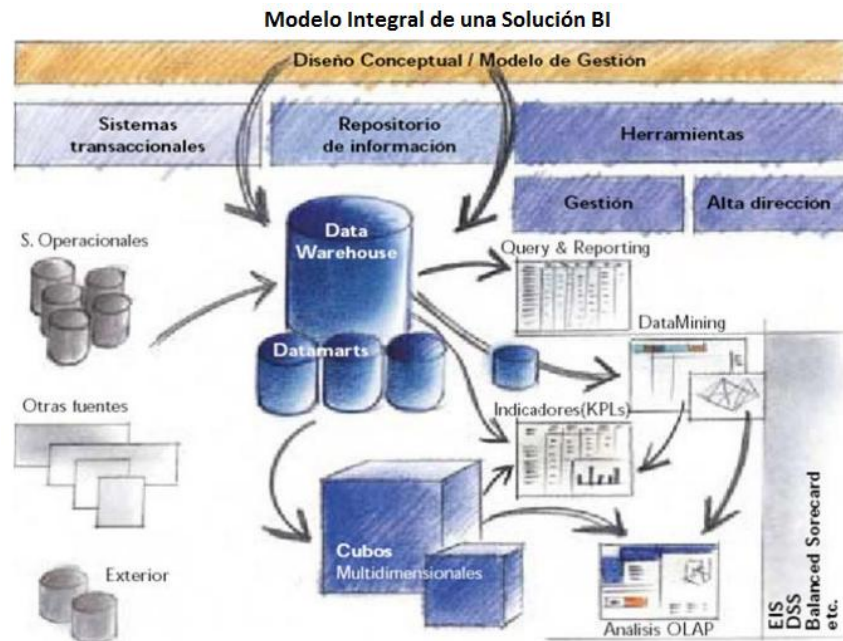 Modelo Integral de una Solución BI
Diseño Conceptual / Modelo de Gestión
Sistemas
transaccionales
Repositorio
de información
Herramientas
Gestión
Alta dirección
S. Operacionales
Data
Warehouse
Query & Reporting
DataMining
Datamarts
Otras fuentes
Indicadores(KPLs)
Cubos
Multidimensionales
Exterior
Análisis OLAP
EIS
DSS
Balanced Sorecard
etc.